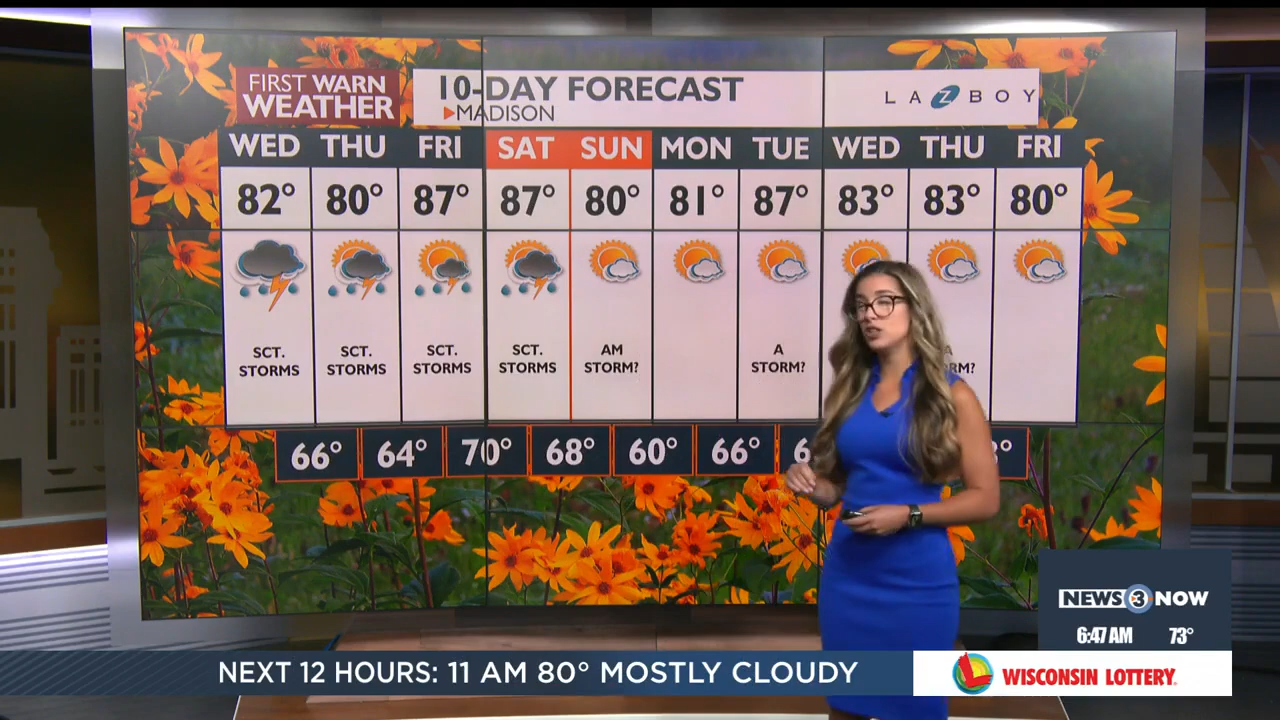 FIRST WARN
WEATHER
10-DAY FORECAST
MADISON
LA Z BOY
WED THU FRI SAT SUN MON TUE WED THU FRI
82° 80° 87° 87° 80° 81° 87° 83° 83° 80°
SCT. STORMS
SCT. STORMS
SCT. STORMS
SCT. STORMS
AM STORM?
A STORM?
66° 64° 70° 68° 60° 66°
NEWS 3 NOW
6:47 AM 73°
NEXT 12 HOURS: 11 AM 80° MOSTLY CLOUDY
WISCONSIN LOTTERY